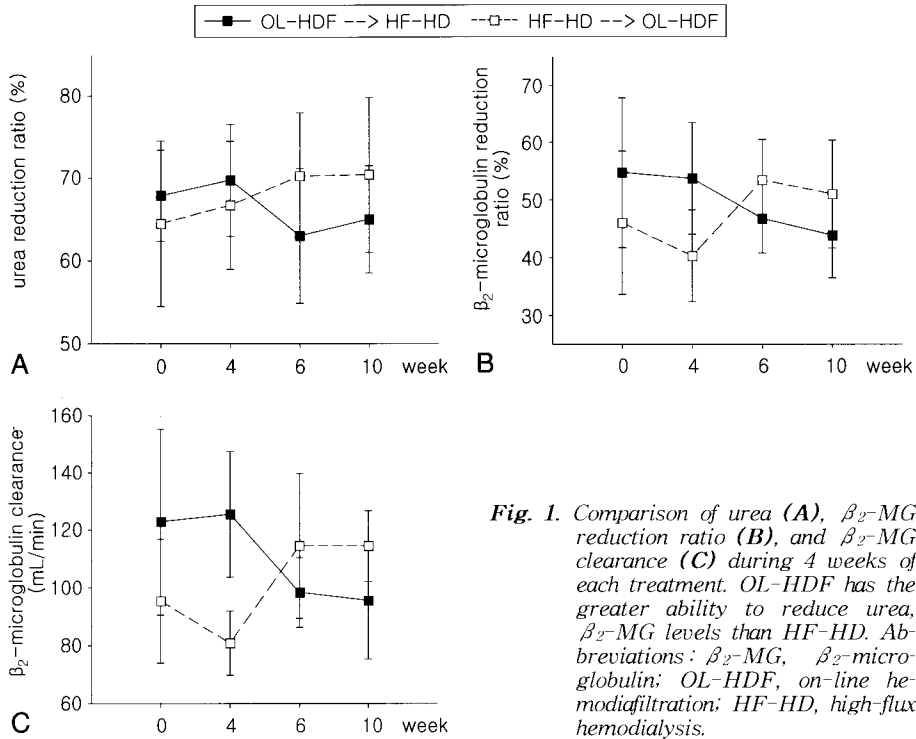 OL-HDF --> HF-HD HF-HD --> OL-HDF
urea reduction ratio (%)
80
70
60
50
0 4 6 10 week
A
β₂-microglobulin reduction
ratio (%)
70
60
50
40
30
0 4 6 10 week
B
β₂-microglobulin clearance
(mL/min)
160
140
120
100
80
60
0 4 6 10 week
C
Fig. 1. Comparison of urea (A), β₂-MG
reduction ratio (B), and β₂-MG
clearance (C) during 4 weeks of
each treatment. OL-HDF has the
greater ability to reduce urea,
β₂-MG levels than HF-HD. Ab-
breviations : β₂-MG, β₂-micro-
globulin; OL-HDF, on-line he-
modiafiltration; HF-HD, high-flux
hemodialysis.